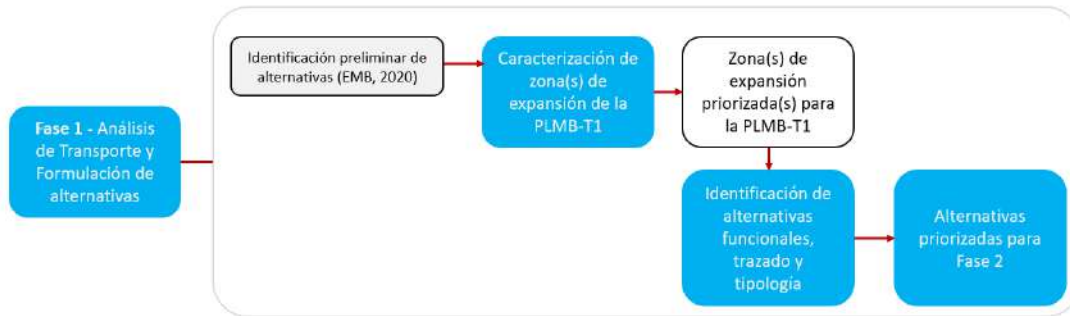 Fase 1 - Análisis
de Transporte y
Formulación de
alternativas
Identificación preliminar de
alternativas (EMB, 2020)
Caracterización de
zona(s) de
expansión de la
PLMB-T1
Zona(s) de
expansión
priorizada(s) para
la PLMB-T1
Identificación de
alternativas
funcionales,
trazado y
tipología
Alternativas
priorizadas para
Fase 2